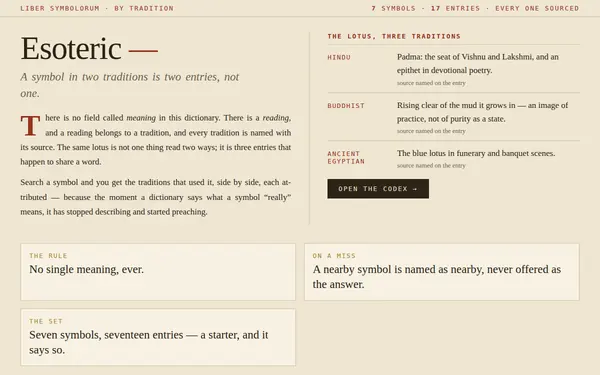 LIBER SYMBOLORUM · BY TRADITION
7 SYMBOLS · 17 ENTRIES · EVERY ONE SOURCED
Esoteric —
A symbol in two traditions is two entries, not
one.
There is no field called meaning in this dictionary. There is a reading,
and a reading belongs to a tradition, and every tradition is named with
its source. The same lotus is not one thing read two ways; it is three entries that
happen to share a word.
Search a symbol and you get the traditions that used it, side by side, each at-
tributed — because the moment a dictionary says what a symbol “really”
means, it has stopped describing and started preaching.
THE LOTUS, THREE TRADITIONS
HINDU
Padma: the seat of Vishnu and Lakshmi, and an
epithet in devotional poetry.
source named on the entry
BUDDHIST
Rising clear of the mud it grows in — an image of
practice, not of purity as a state.
source named on the entry
ANCIENT
EGYPTIAN
The blue lotus in funerary and banquet scenes.
source named on the entry
OPEN THE CODEX →
THE RULE
No single meaning, ever.
ON A MISS
A nearby symbol is named as nearby, never offered as
the answer.
THE SET
Seven symbols, seventeen entries — a starter, and it
says so.